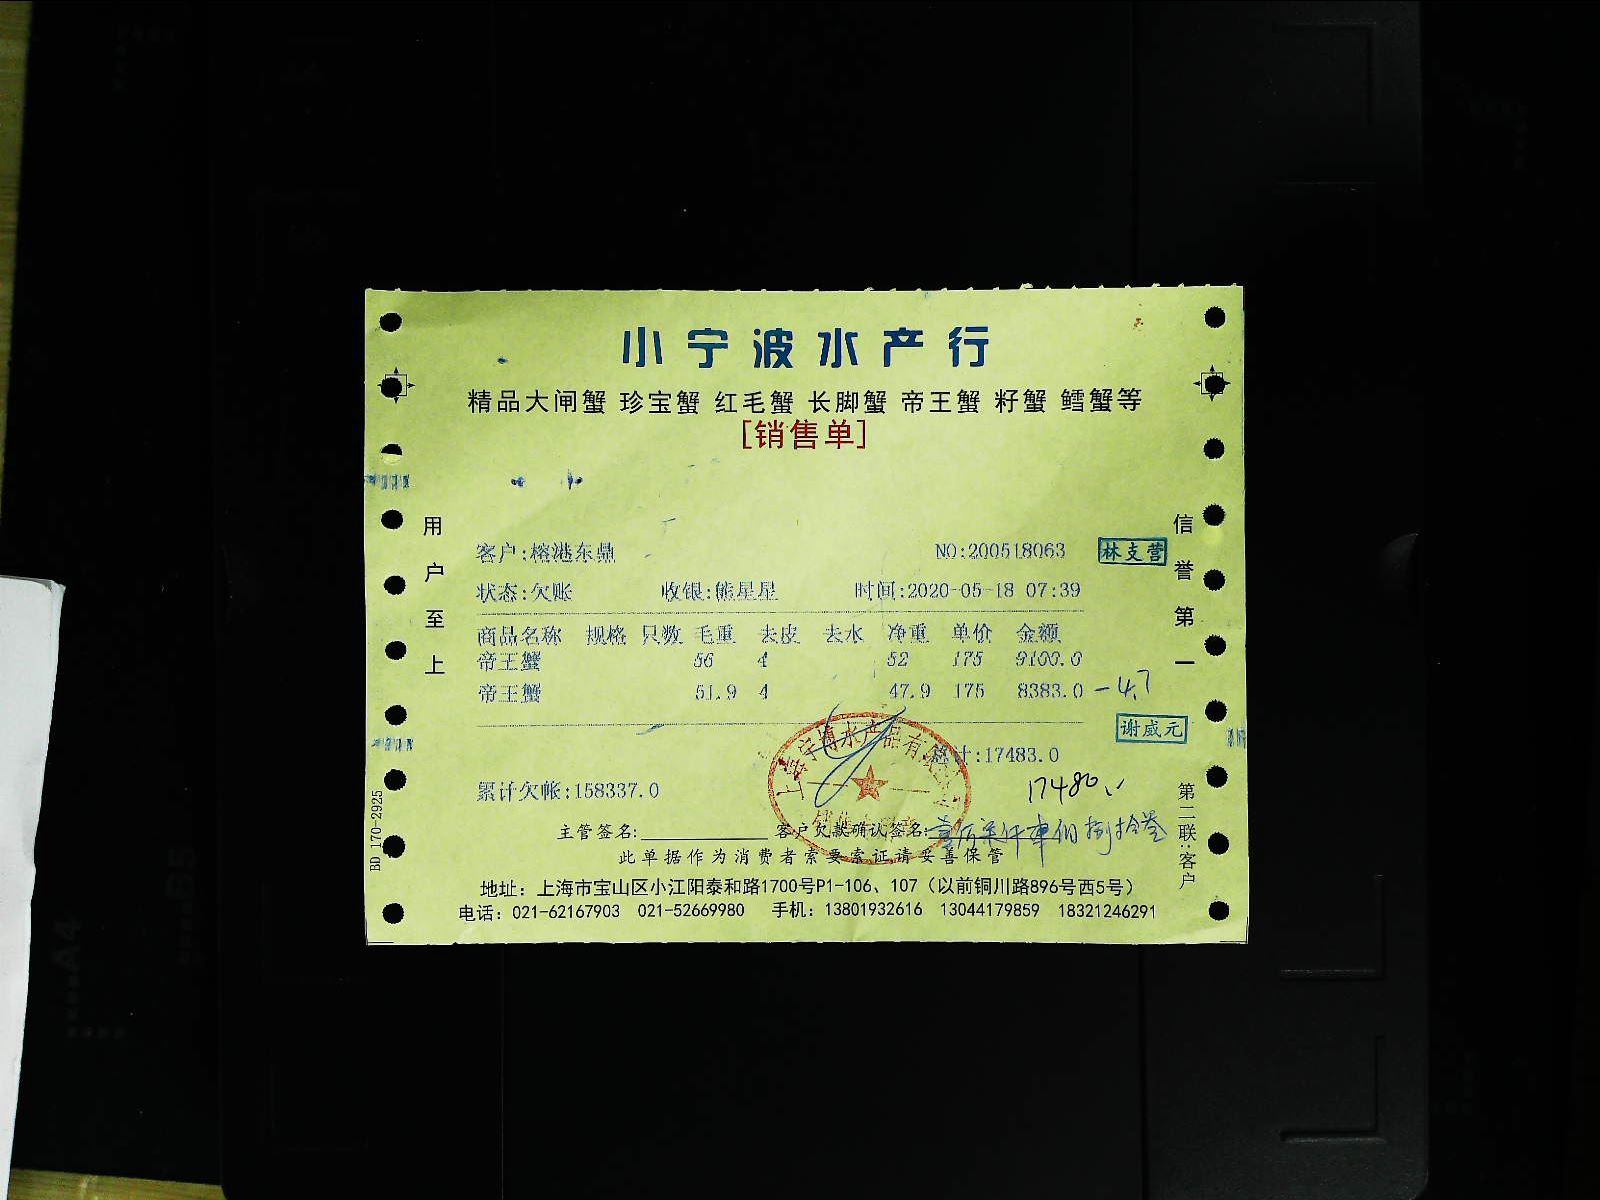 小宁波水产行
精品大闸蟹 珍宝蟹 红毛蟹 长脚蟹 帝王蟹 籽蟹 鳕蟹等
[销售单]
用户至上
信誉第一
客户:榕港东鼎 NO:200518063
林支营
状态:欠账 收银:熊星星 时间:2020-05-18 07:39
商品名称 规格 只数 毛重 去皮 去水 净重 单价 金额
帝王蟹 56 4 52 175 9100.0
帝王蟹 51.9 4 47.9 175 8383.0 -4.7
谢威元
总计:17483.0
累计欠帐:158337.0 17480
主管签名: 客户欠款确认签名:
此单据作为消费者索要索证请妥善保管
地址：上海市宝山区小江阳泰和路1700号P1-106、107（以前铜川路896号西5号）
电话：021-62167903 021-52669980 手机：13801932616 13044179859 18321246291
第二联:客户
BD 170-2925
A4
B5